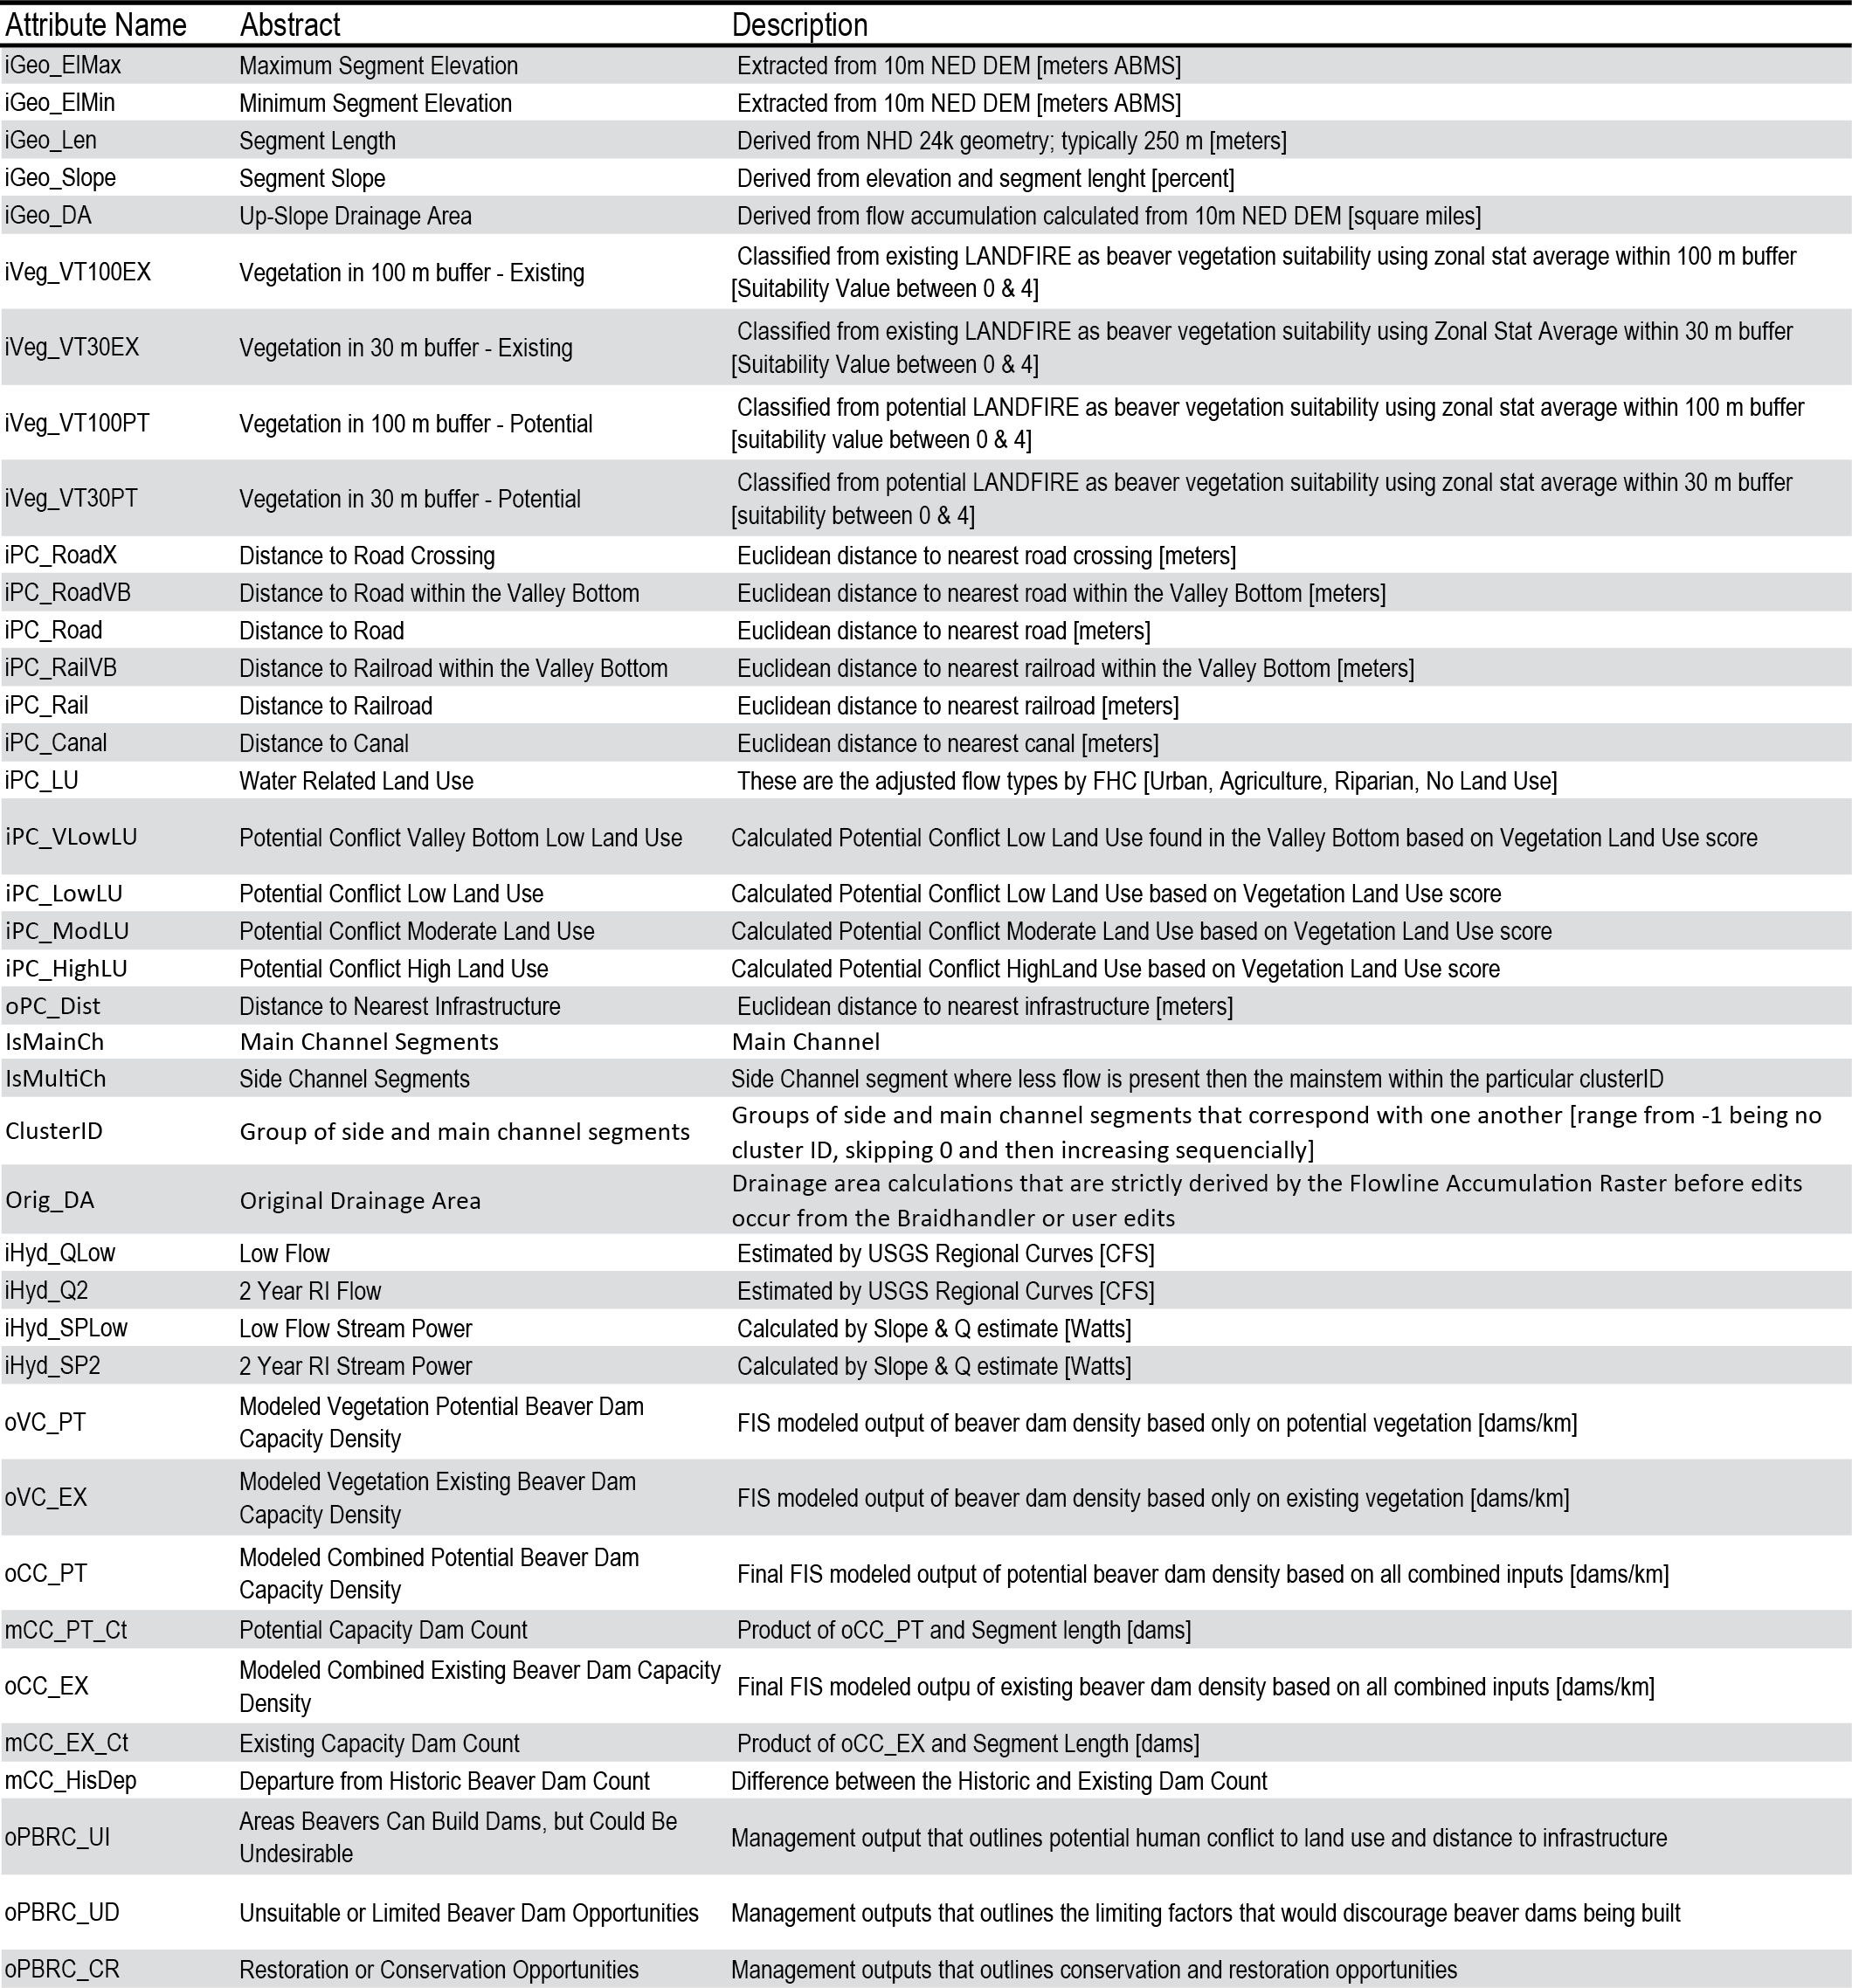 Attribute Name Abstract Description
iGeo_ElMax Maximum Segment Elevation Extracted from 10m NED DEM [meters ABMS]
iGeo_ElMin Minimum Segment Elevation Extracted from 10m NED DEM [meters ABMS]
iGeo_Len Segment Length Derived from NHD 24k geometry; typically 250 m [meters]
iGeo_Slope Segment Slope Derived from elevation and segment lenght [percent]
iGeo_DA Up-Slope Drainage Area Derived from flow accumulation calculated from 10m NED DEM [square miles]
iVeg_VT100EX Vegetation in 100 m buffer - Existing Classified from existing LANDFIRE as beaver vegetation suitability using zonal stat average within 100 m buffer
[Suitability Value between 0 & 4]
iVeg_VT30EX Vegetation in 30 m buffer - Existing Classified from existing LANDFIRE as beaver vegetation suitability using Zonal Stat Average within 30 m buffer
[Suitability Value between 0 & 4]
iVeg_VT100PT Vegetation in 100 m buffer - Potential Classified from potential LANDFIRE as beaver vegetation suitability using zonal stat average within 100 m buffer
[suitability value between 0 & 4]
iVeg_VT30PT Vegetation in 30 m buffer - Potential Classified from potential LANDFIRE as beaver vegetation suitability using zonal stat average within 30 m buffer
[suitability between 0 & 4]
iPC_RoadX Distance to Road Crossing Euclidean distance to nearest road crossing [meters]
iPC_RoadVB Distance to Road within the Valley Bottom Euclidean distance to nearest road within the Valley Bottom [meters]
iPC_Road Distance to Road Euclidean distance to nearest road [meters]
iPC_RailVB Distance to Railroad within the Valley Bottom Euclidean distance to nearest railroad within the Valley Bottom [meters]
iPC_Rail Distance to Railroad Euclidean distance to nearest railroad [meters]
iPC_Canal Distance to Canal Euclidean distance to nearest canal [meters]
iPC_LU Water Related Land Use These are the adjusted flow types by FHC [Urban, Agriculture, Riparian, No Land Use]
iPC_VLowLU Potential Conflict Valley Bottom Low Land Use Calculated Potential Conflict Low Land Use found in the Valley Bottom based on Vegetation Land Use score
iPC_LowLU Potential Conflict Low Land Use Calculated Potential Conflict Low Land Use based on Vegetation Land Use score
iPC_ModLU Potential Conflict Moderate Land Use Calculated Potential Conflict Moderate Land Use based on Vegetation Land Use score
iPC_HighLU Potential Conflict High Land Use Calculated Potential Conflict HighLand Use based on Vegetation Land Use score
oPC_Dist Distance to Nearest Infrastructure Euclidean distance to nearest infrastructure [meters]
IsMainCh Main Channel Segments Main Channel
IsMultiCh Side Channel Segments Side Channel segment where less flow is present then the mainstem within the particular clusterID
ClusterID Group of side and main channel segments Groups of side and main channel segments that correspond with one another [range from -1 being no
cluster ID, skipping 0 and then increasing sequencially]
Orig_DA Original Drainage Area Drainage area calculations that are strictly derived by the Flowline Accumulation Raster before edits
occur from the Braidhandler or user edits
iHyd_QLow Low Flow Estimated by USGS Regional Curves [CFS]
iHyd_Q2 2 Year RI Flow Estimated by USGS Regional Curves [CFS]
iHyd_SPLow Low Flow Stream Power Calculated by Slope & Q estimate [Watts]
iHyd_SP2 2 Year RI Stream Power Calculated by Slope & Q estimate [Watts]
oVC_PT Modeled Vegetation Potential Beaver Dam
Capacity Density FIS modeled output of beaver dam density based only on potential vegetation [dams/km]
oVC_EX Modeled Vegetation Existing Beaver Dam
Capacity Density FIS modeled output of beaver dam density based only on existing vegetation [dams/km]
oCC_PT Modeled Combined Potential Beaver Dam
Capacity Density Final FIS modeled output of potential beaver dam density based on all combined inputs [dams/km]
mCC_PT_Ct Potential Capacity Dam Count Product of oCC_PT and Segment length [dams]
oCC_EX Modeled Combined Existing Beaver Dam Capacity
Density Final FIS modeled outpu of existing beaver dam density based on all combined inputs [dams/km]
mCC_EX_Ct Existing Capacity Dam Count Product of oCC_EX and Segment Length [dams]
mCC_HisDep Departure from Historic Beaver Dam Count Difference between the Historic and Existing Dam Count
oPBRC_UI Areas Beavers Can Build Dams, but Could Be
Undesirable Management output that outlines potential human conflict to land use and distance to infrastructure
oPBRC_UD Unsuitable or Limited Beaver Dam Opportunities Management outputs that outlines the limiting factors that would discourage beaver dams being built
oPBRC_CR Restoration or Conservation Opportunities Management outputs that outlines conservation and restoration opportunities